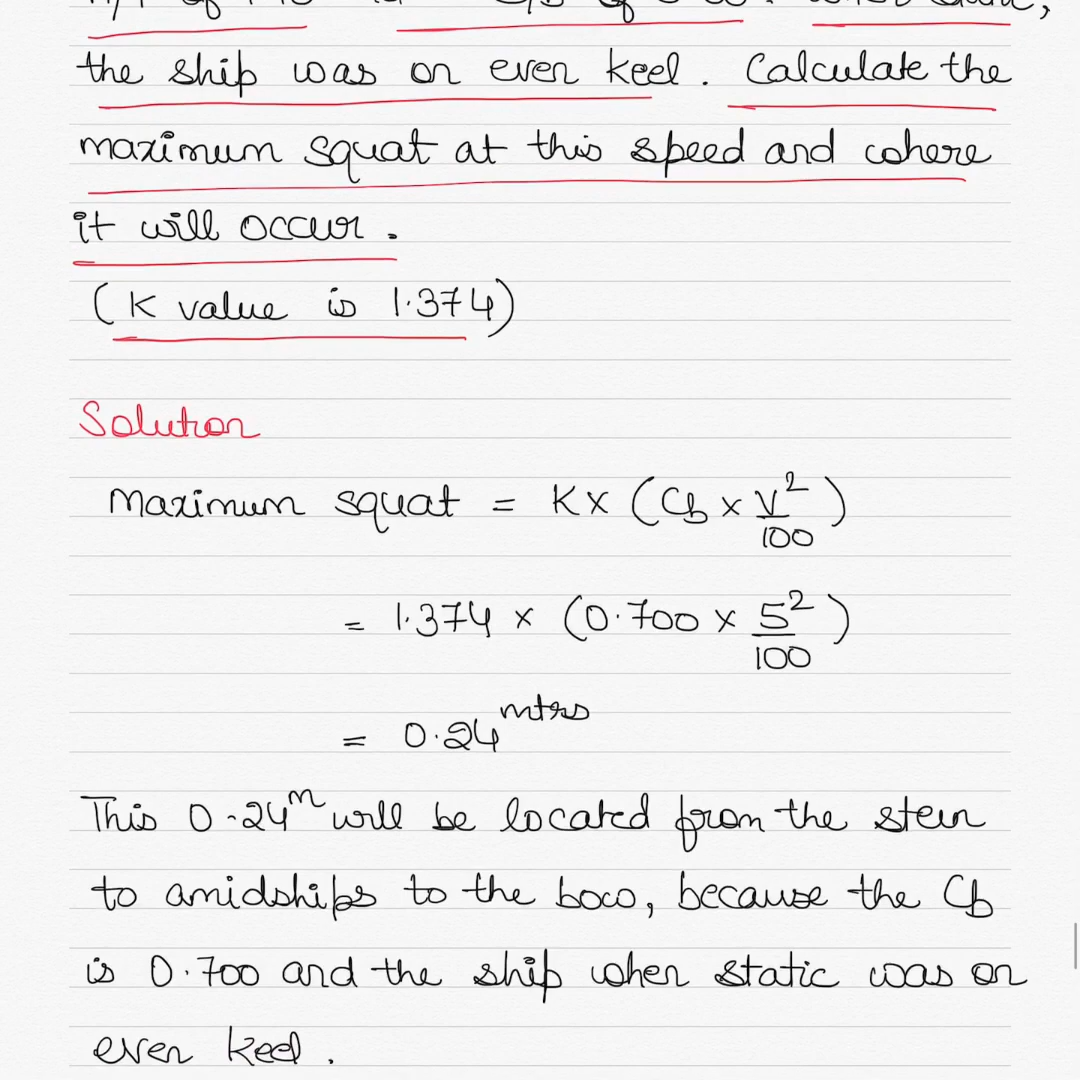 the ship was on even keel. Calculate the
maximum squat at this speed and where
it will occur.
(K value is 1.374)
Solution
Maximum squat = K x (Cb x V²/100)
= 1.374 x (0.700 x 5²/100)
= 0.24 mtrs
This 0.24m will be located from the stern
to amidships to the bow, because the Cb
is 0.700 and the ship when static was on
even keel.